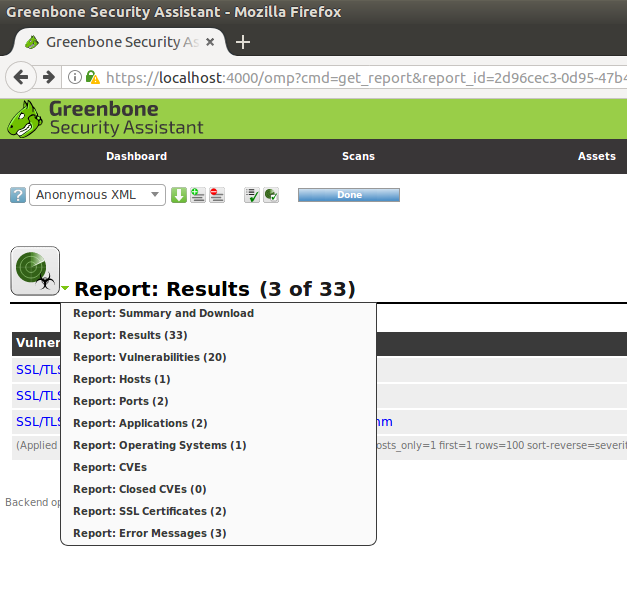 Greenbone Security Assistant - Mozilla Firefox
Greenbone Security As
https://localhost:4000/omp?cmd=get_report&report_id=2d96cec3-0d95-47b4
Greenbone
Security Assistant
Dashboard Scans Assets
? Anonymous XML Done
Report: Results (3 of 33)
Report: Summary and Download
Report: Results (33)
Vulner
Report: Vulnerabilities (20)
SSL/TLS
Report: Hosts (1)
SSL/TLS
Report: Ports (2)
SSL/TLS
Report: Applications (2)
(Applied
Report: Operating Systems (1)
osts_only=1 first=1 rows=100 sort-reverse=severit
Report: CVEs
Report: Closed CVEs (0)
Backend op
Report: SSL Certificates (2)
Report: Error Messages (3)